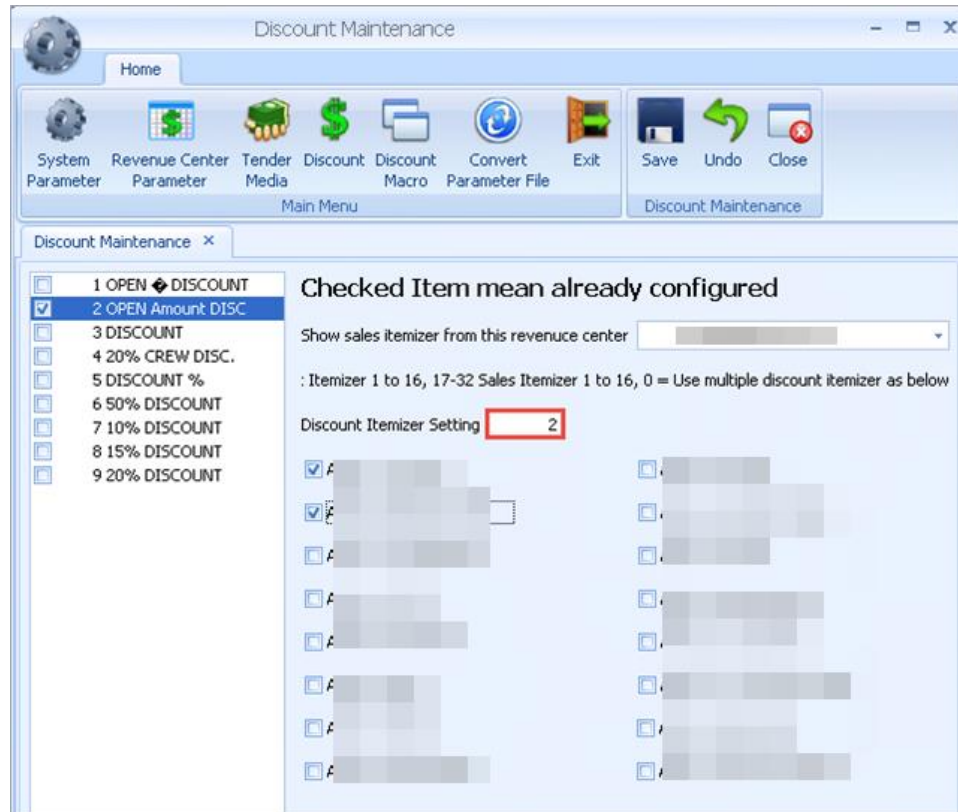 Discount Maintenance
Home
System Parameter
Revenue Center Parameter
Tender Media
Discount
Discount Macro
Convert Parameter File
Exit
Save
Undo
Close
Main Menu
Discount Maintenance
Discount Maintenance
1 OPEN � DISCOUNT
2 OPEN Amount DISC
3 DISCOUNT
4 20% CREW DISC.
5 DISCOUNT %
6 50% DISCOUNT
7 10% DISCOUNT
8 15% DISCOUNT
9 20% DISCOUNT
Checked Item mean already configured
Show sales itemizer from this revenuce center
: Itemizer 1 to 16, 17-32 Sales Itemizer 1 to 16, 0 = Use multiple discount itemizer as below
Discount Itemizer Setting 2